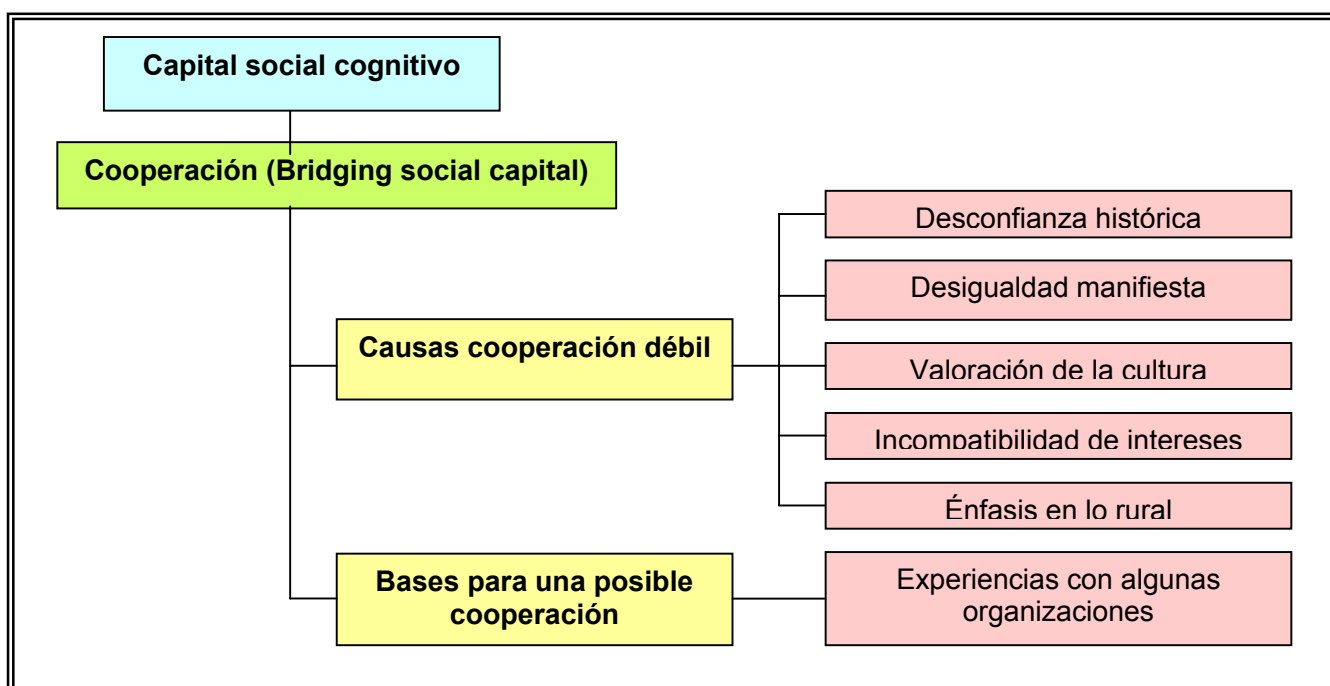 Capital social cognitivo
Cooperación (Bridging social capital)
Desconfianza histórica
Desigualdad manifiesta
Causas cooperación débil
Valoración de la cultura
Incompatibilidad de intereses
Énfasis en lo rural
Bases para una posible
cooperación
Experiencias con algunas
organizaciones